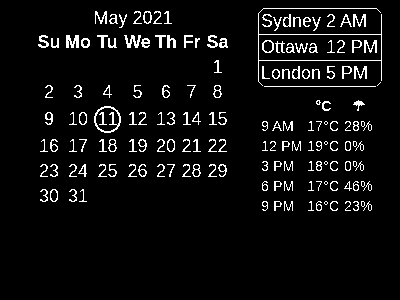 May 2021
Su Mo Tu We Th Fr Sa
1
2 3 4 5 6 7 8
9 10 11 12 13 14 15
16 17 18 19 20 21 22
23 24 25 26 27 28 29
30 31
Sydney 2 AM
Ottawa 12 PM
London 5 PM
°C ☂
9 AM 17°C 28%
12 PM 19°C 0%
3 PM 18°C 0%
6 PM 17°C 46%
9 PM 16°C 23%